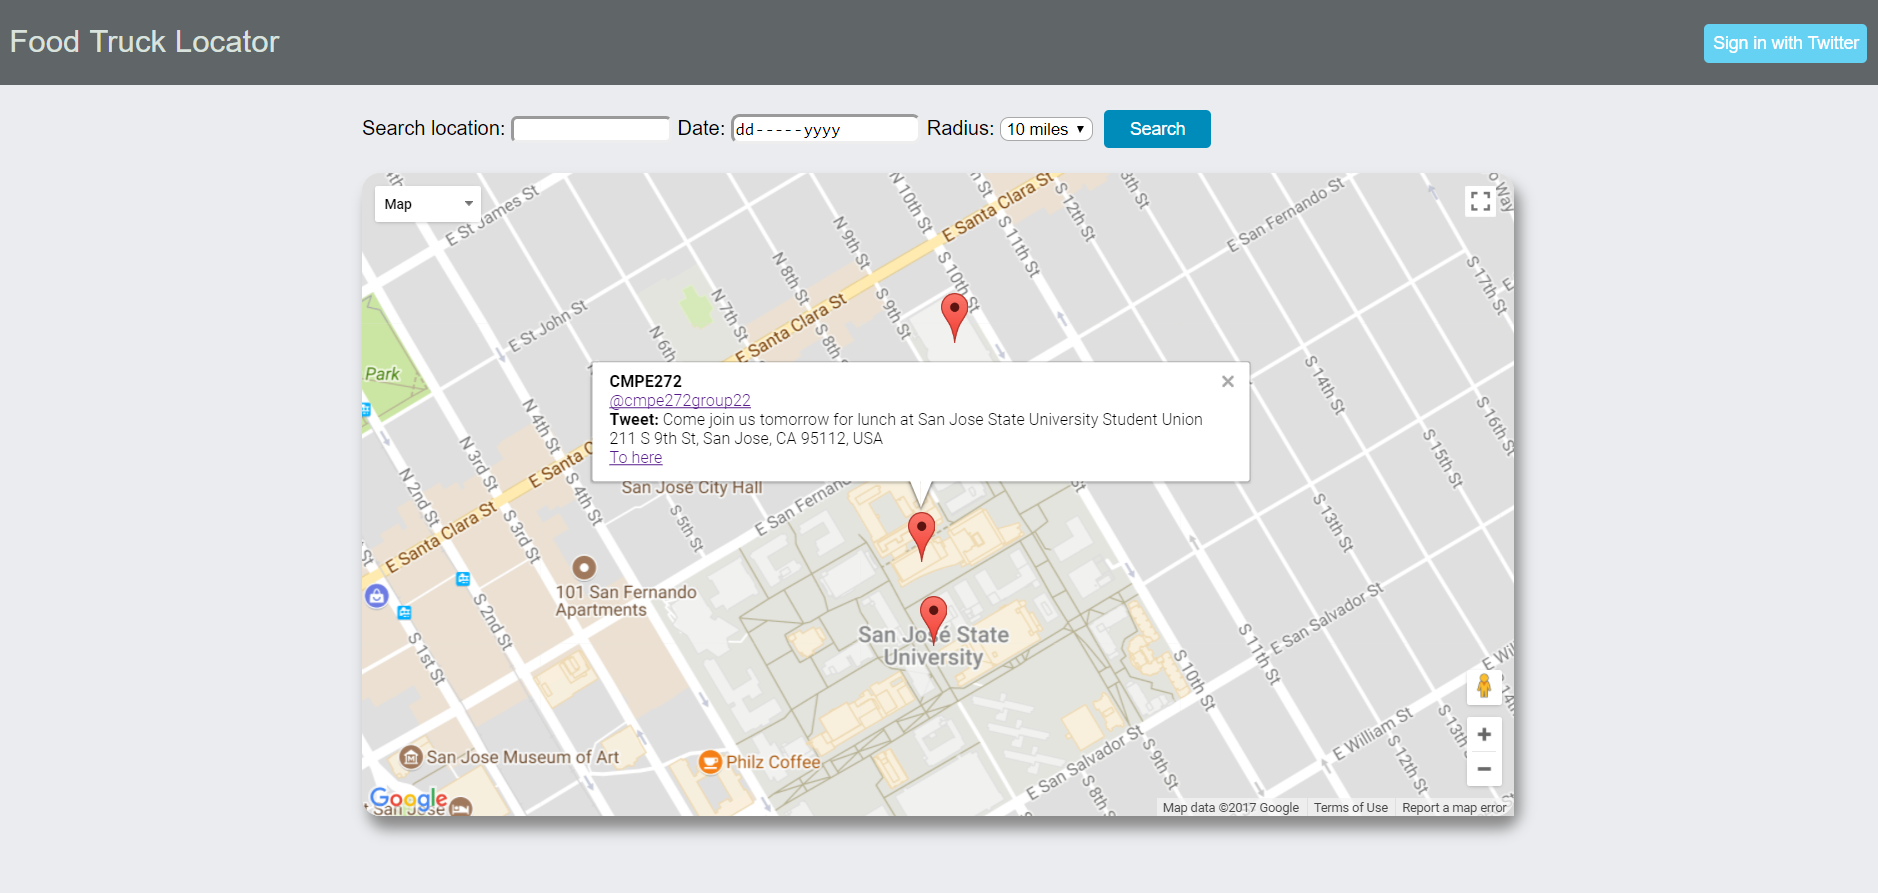 Food Truck Locator
Sign in with Twitter
Search location:
Date: dd-----yyyy
Radius: 10 miles
Search
Map
E St James St
N 10th St
E Santa Clara St
S 11th St
S 12th St
E San Fernando St
N 9th St
S 10th St
N 8th St
S 9th St
S 17th St
N 7th St
E St John St
E Santa Clara St
S 8th St
N 6th
Park
S 14th St
S 16th St
CMPE272
@cmpe272group22
Tweet: Come join us tomorrow for lunch at San Jose State University Student Union
211 S 9th St, San Jose, CA 95112, USA
To here
N 4th St
N 3rd St
N 2nd St
S 15th St
San José City Hall
E San Fernando
S 4th St
S 5th St
S 3rd St
E Santa Clara St
S 13th St
101 San Fernando
Apartments
S 2nd St
S 1st St
San José State
University
E San Salvador St
S 11th St
S 10th St
E William St
S 12th St
S 13th
San Jose Museum of Art
Philz Coffee
E San Salvador St
S 9th St
S 8th St
Google
San Jose
Map data ©2017 Google
Terms of Use
Report a map error